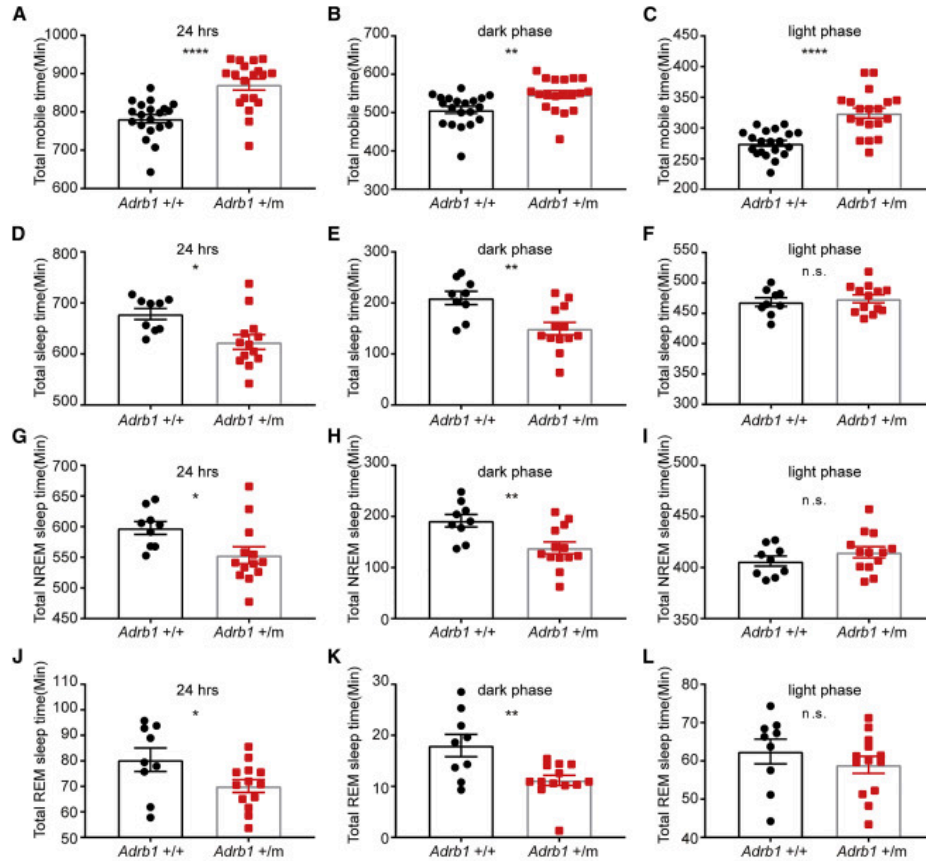 A
24 hrs
****
Total mobile time(Min)
1000
900
800
700
600
Adrb1 +/+
Adrb1 +/m
B
dark phase
**
Total mobile time(Min)
600
500
400
300
Adrb1 +/+
Adrb1 +/m
C
light phase
****
Total mobile time(Min)
450
400
350
300
250
200
Adrb1 +/+
Adrb1 +/m
D
24 hrs
*
Total sleep time(Min)
800
700
600
500
Adrb1 +/+
Adrb1 +/m
E
dark phase
**
Total sleep time(Min)
300
200
100
0
Adrb1 +/+
Adrb1 +/m
F
light phase
n.s.
Total sleep time(Min)
550
500
450
400
350
300
Adrb1 +/+
Adrb1 +/m
G
24 hrs
*
Total NREM sleep time(Min)
700
650
600
550
500
450
Adrb1 +/+
Adrb1 +/m
H
dark phase
**
Total NREM sleep time(Min)
300
200
100
0
Adrb1 +/+
Adrb1 +/m
I
light phase
n.s.
Total NREM sleep time(Min)
500
450
400
350
Adrb1 +/+
Adrb1 +/m
J
24 hrs
*
Total REM sleep time(Min)
110
100
90
80
70
60
50
Adrb1 +/+
Adrb1 +/m
K
dark phase
**
Total REM sleep time(Min)
30
20
10
0
Adrb1 +/+
Adrb1 +/m
L
light phase
n.s.
Total REM sleep time(Min)
80
70
60
50
40
Adrb1 +/+
Adrb1 +/m